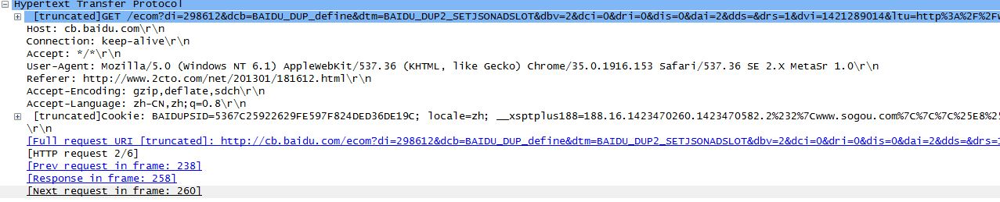 Hypertext Transfer Protocol
[truncated]GET /ecom?di=298612&dcb=BAIDU_DUP_define&dtm=BAIDU_DUP2_SETJSONADSLOT&dbv=2&dci=0&dri=0&dis=0&dai=2&dds=&drs=1&dvi=1421289014&ltu=http%3A%2F%2Fw
Host: cb.baidu.com\r\n
Connection: keep-alive\r\n
Accept: */*\r\n
User-Agent: Mozilla/5.0 (Windows NT 6.1) AppleWebKit/537.36 (KHTML, like Gecko) Chrome/35.0.1916.153 Safari/537.36 SE 2.X MetaSr 1.0\r\n
Referer: http://www.2cto.com/net/201301/181612.html\r\n
Accept-Encoding: gzip,deflate,sdch\r\n
Accept-Language: zh-CN,zh;q=0.8\r\n
[truncated]Cookie: BAIDUPSID=5367C25922629FE597F824DED36DE19C; locale=zh; __xsptplus188=188.16.1423470260.1423470582.2%232%7Cwww.sogou.com%7C%7C%7C%25E8%25
\r\n
[Full request URI [truncated]: http://cb.baidu.com/ecom?di=298612&dcb=BAIDU_DUP_define&dtm=BAIDU_DUP2_SETJSONADSLOT&dbv=2&dci=0&dri=0&dis=0&dai=2&dds=&drs=1
[HTTP request 2/6]
[Prev request in frame: 238]
[Response in frame: 258]
[Next request in frame: 260]